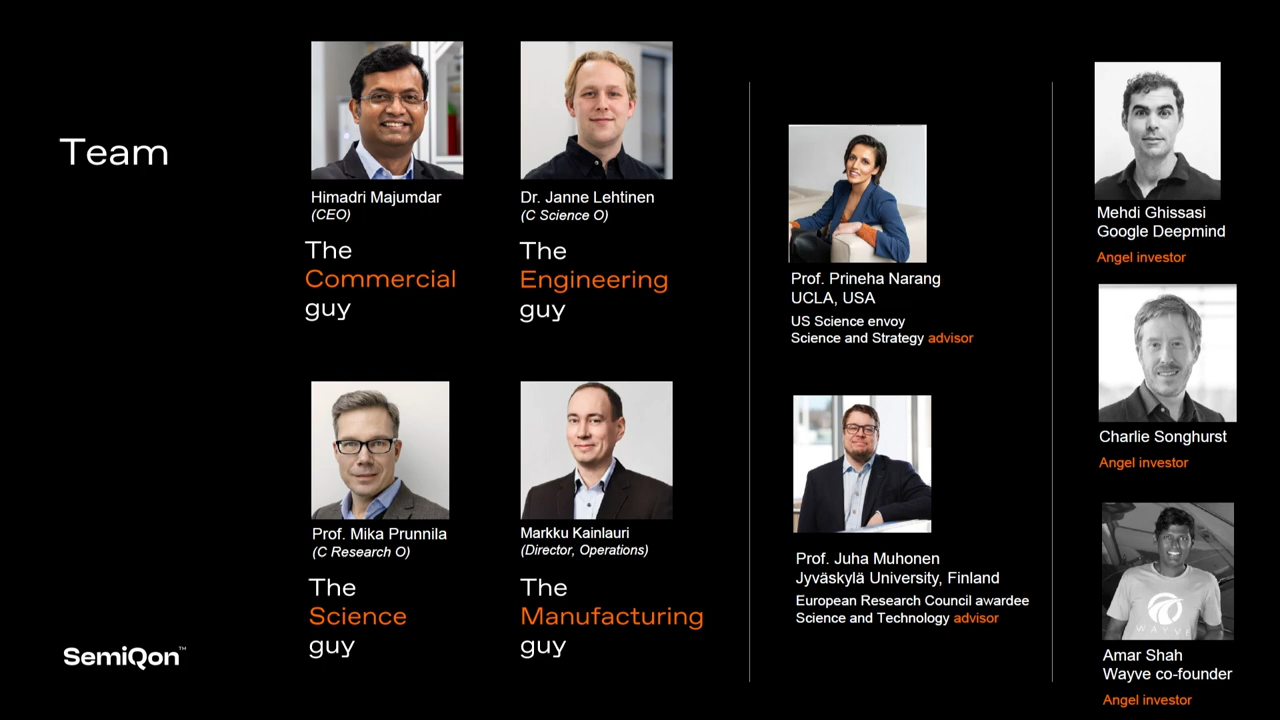 Team
Himadri Majumdar
(CEO)
The
Commercial
guy
Dr. Janne Lehtinen
(C Science O)
The
Engineering
guy
Prof. Mika Prunnila
(C Research O)
The
Science
guy
Markku Kainlauri
(Director, Operations)
The
Manufacturing
guy
Prof. Prineha Narang
UCLA, USA
US Science envoy
Science and Strategy advisor
Prof. Juha Muhonen
Jyväskylä University, Finland
European Research Council awardee
Science and Technology advisor
Mehdi Ghissasi
Google Deepmind
Angel investor
Charlie Songhurst
Angel investor
WAYVE
Amar Shah
Wayve co-founder
Angel investor
SemiQon™